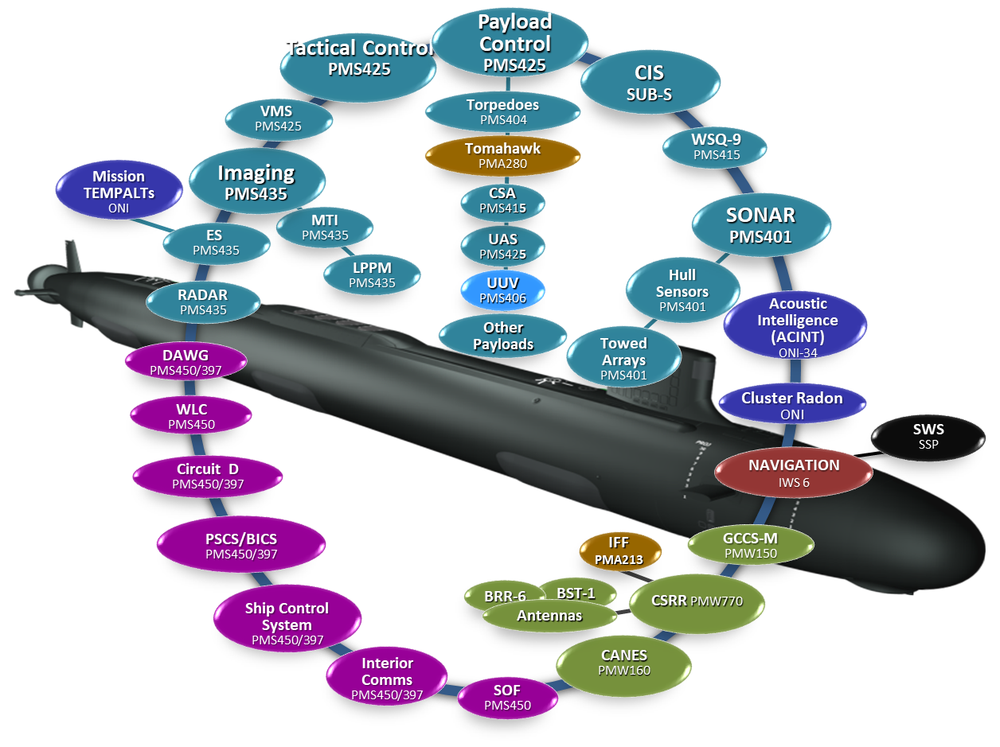 Payload
Control
PMS425
Tactical Control
PMS425
CIS
SUB-S
VMS
PMS425
Torpedoes
PMS404
WSQ-9
PMS415
Tomahawk
PMA280
Imaging
PMS435
Mission
TEMPALTs
ONI
CSA
PMS415
SONAR
PMS401
MTI
PMS435
ES
PMS435
UAS
PMS425
LPPM
PMS435
Hull
Sensors
PMS401
UUV
PMS406
RADAR
PMS435
Acoustic
Intelligence
(ACINT)
ONI-34
Other
Payloads
Towed
Arrays
PMS401
DAWG
PMS450/397
Cluster Radon
ONI
WLC
PMS450
SWS
SSP
Circuit  D
PMS450/397
NAVIGATION
IWS 6
PSCS/BICS
PMS450/397
GCCS-M
PMW150
IFF
PMA213
BRR-6
BST-1
Antennas
CSRR PMW770
Ship Control
System
PMS450/397
CANES
PMW160
Interior
Comms
PMS450/397
SOF
PMS450